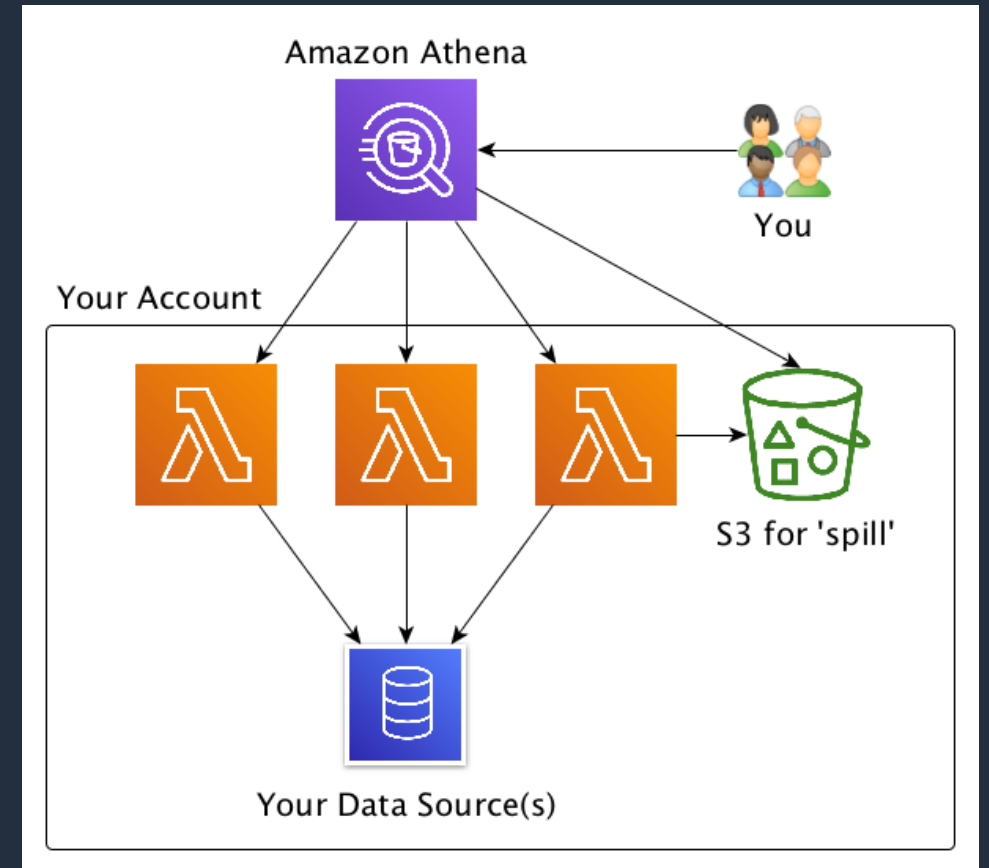 Amazon Athena
You
Your Account
S3 for 'spill'
Your Data Source(s)